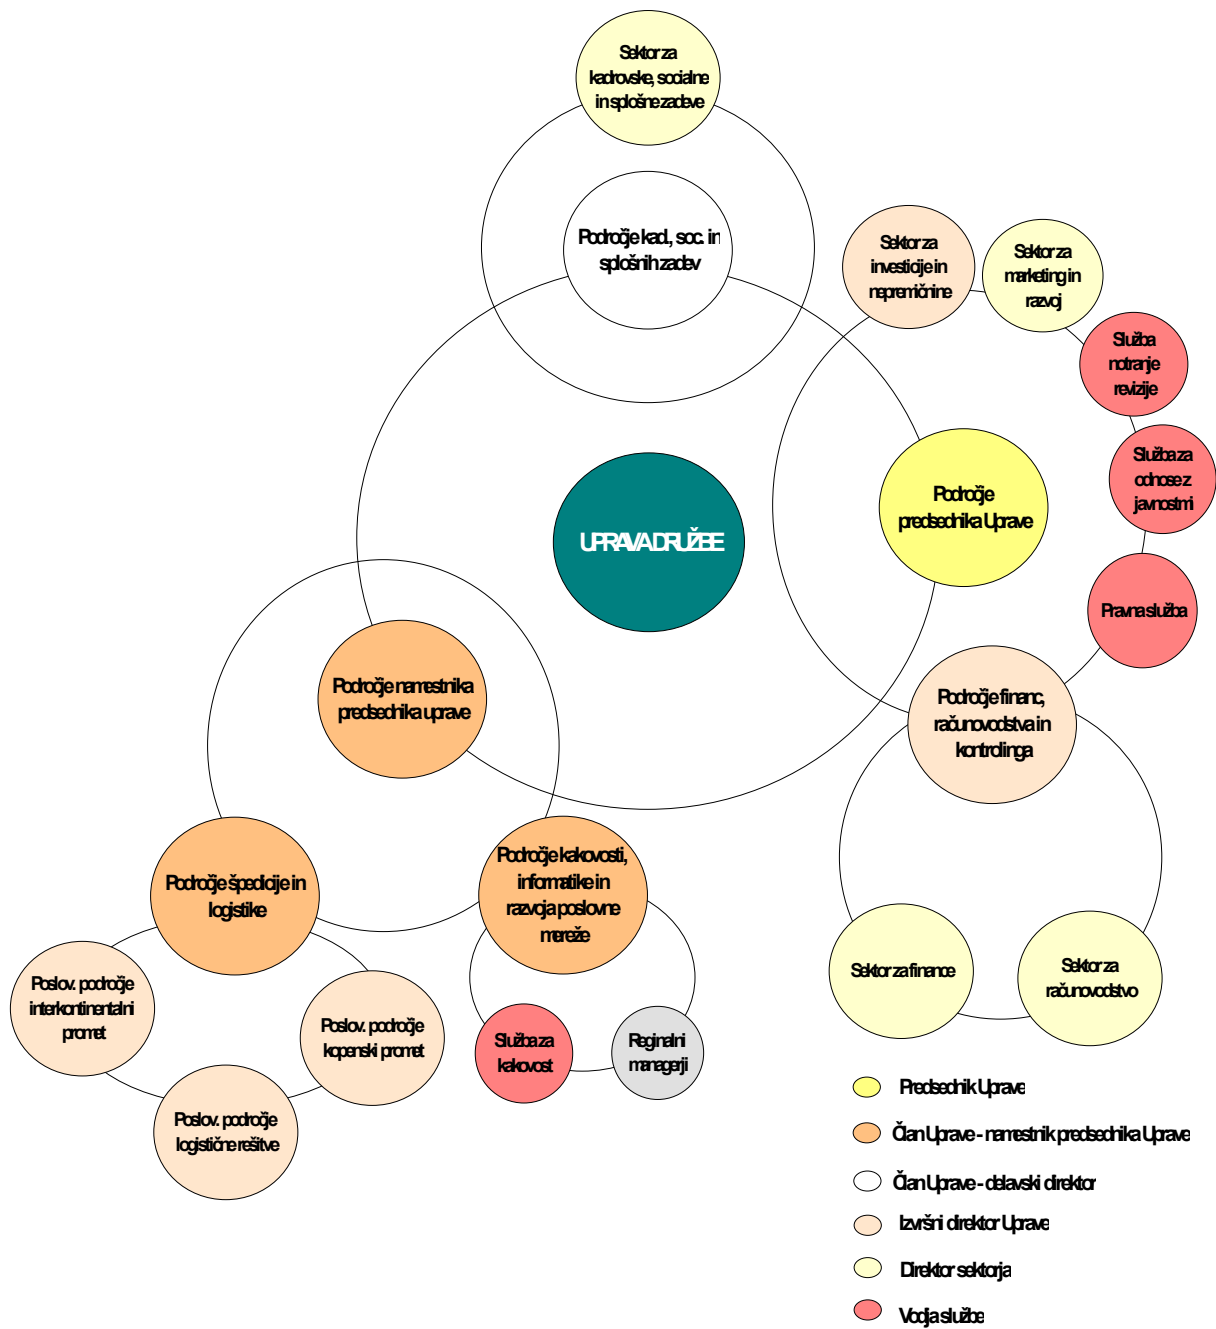 Sektor za
kadrovske, socialne
in splošne zadeve
Področje kad., soc. in
splošnih zadev
Sektor za
investicije in
nepremičnine
Sektor za
marketing in
razvoj
Služba
notranje
revizije
Služba za
odnose z
javnostmi
Področje
predsednika Uprave
UPRAVA DRUŽBE
Pravna služba
Področje namestnika
predsednika uprave
Področje financ,
računovodstva in
kontrolinga
Področje špedicije in
logistike
Področje kakovosti,
informatike in
razvoja poslovne
mereže
Sektor za finance
Sektor za
računovodstvo
Poslov. področje
interkontinentalni
promet
Poslov. področje
kopenski promet
Služba za
kakovost
Reginalni
managerji
Poslov. področje
logistične rešitve
Predsednik Uprave
Član Uprave - namestnik predsednika Uprave
Član Uprave - delavski direktor
Izvršni direktor Uprave
Direktor sektorja
Vodja službe